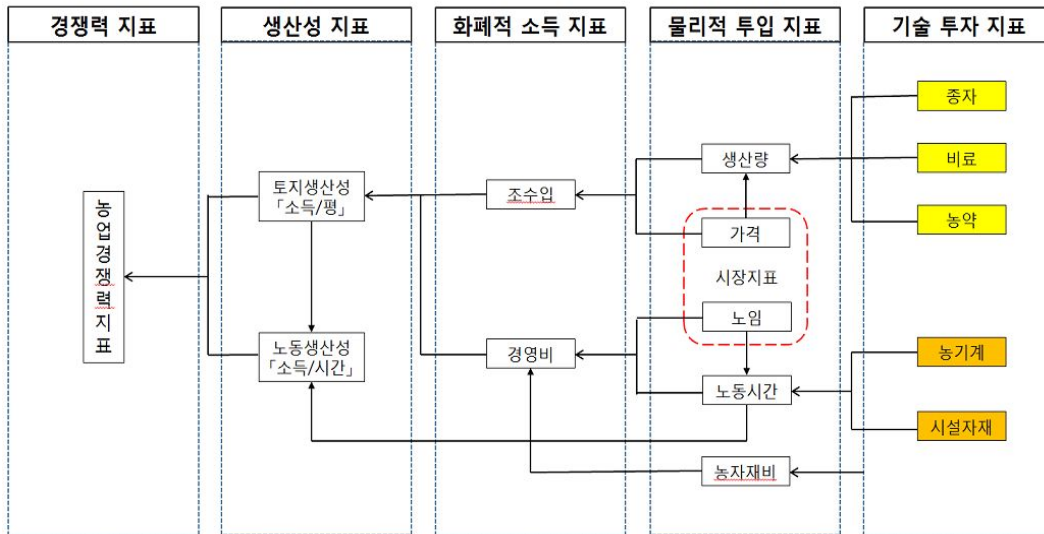 경쟁력 지표
생산성 지표
화폐적 소득 지표
물리적 투입 지표
기술 투자 지표
농업경쟁력지표
토지생산성
「소득/평」
노동생산성
「소득/시간」
조수입
경영비
생산량
가격
시장지표
노임
노동시간
농자재비
종자
비료
농약
농기계
시설자재